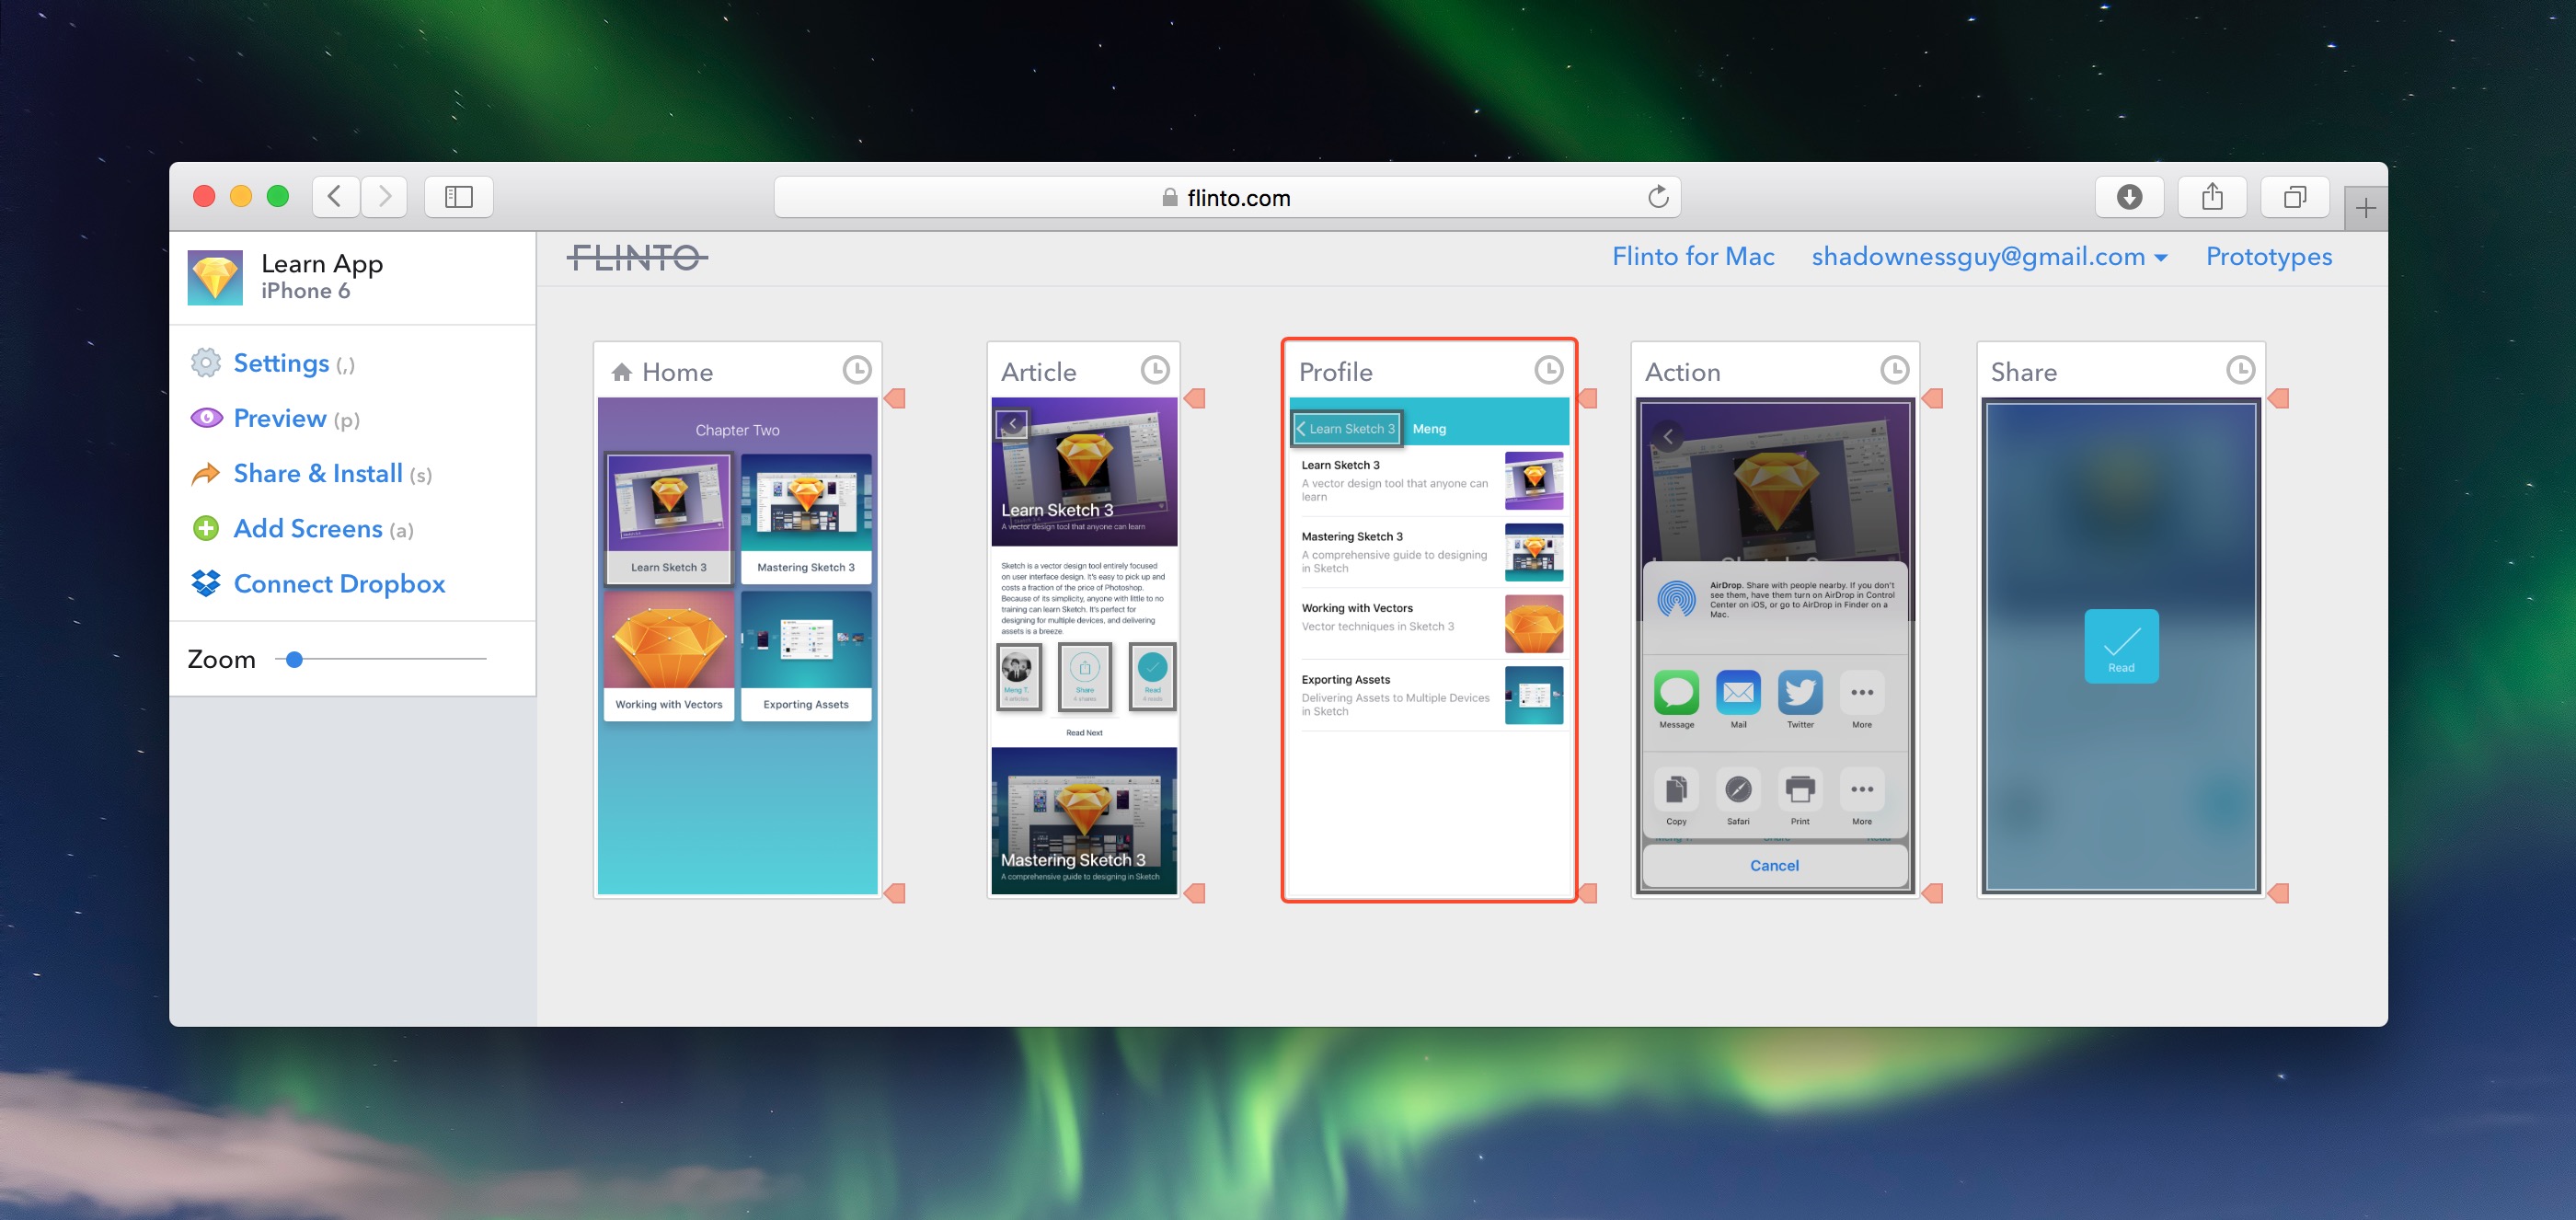 flinto.com
Learn App
iPhone 6
Settings (,)
Preview (p)
Share & Install (s)
Add Screens (a)
Connect Dropbox
Zoom
FLINTO
Flinto for Mac
shadownessguy@gmail.com
Prototypes
Home
Chapter Two
Learn Sketch 3
Mastering Sketch 3
Working with Vectors
Exporting Assets
Article
Learn Sketch 3
A vector design tool that anyone can learn
Sketch is a vector design tool entirely focused
on user interface design. It's easy to pick up and
costs a fraction of the price of Photoshop.
Because of its simplicity, anyone with little to no
training can learn Sketch. It's perfect for
designing for multiple devices, and delivering
assets is a breeze.
Meng T.
4 articles
Share
4 shares
Read
4 reads
Read Next
Mastering Sketch 3
A comprehensive guide to designing in Sketch
Profile
Learn Sketch 3
Meng
Learn Sketch 3
A vector design tool that anyone can
learn
Mastering Sketch 3
A comprehensive guide to designing
in Sketch
Working with Vectors
Vector techniques in Sketch 3
Exporting Assets
Delivering Assets to Multiple Devices
in Sketch
Action
AirDrop. Share with people nearby. If you don't
see them, have them turn on AirDrop in Control
Center on iOS, or go to AirDrop in Finder on a
Mac.
Message
Mail
Twitter
More
Copy
Safari
Print
More
Cancel
Share
Read